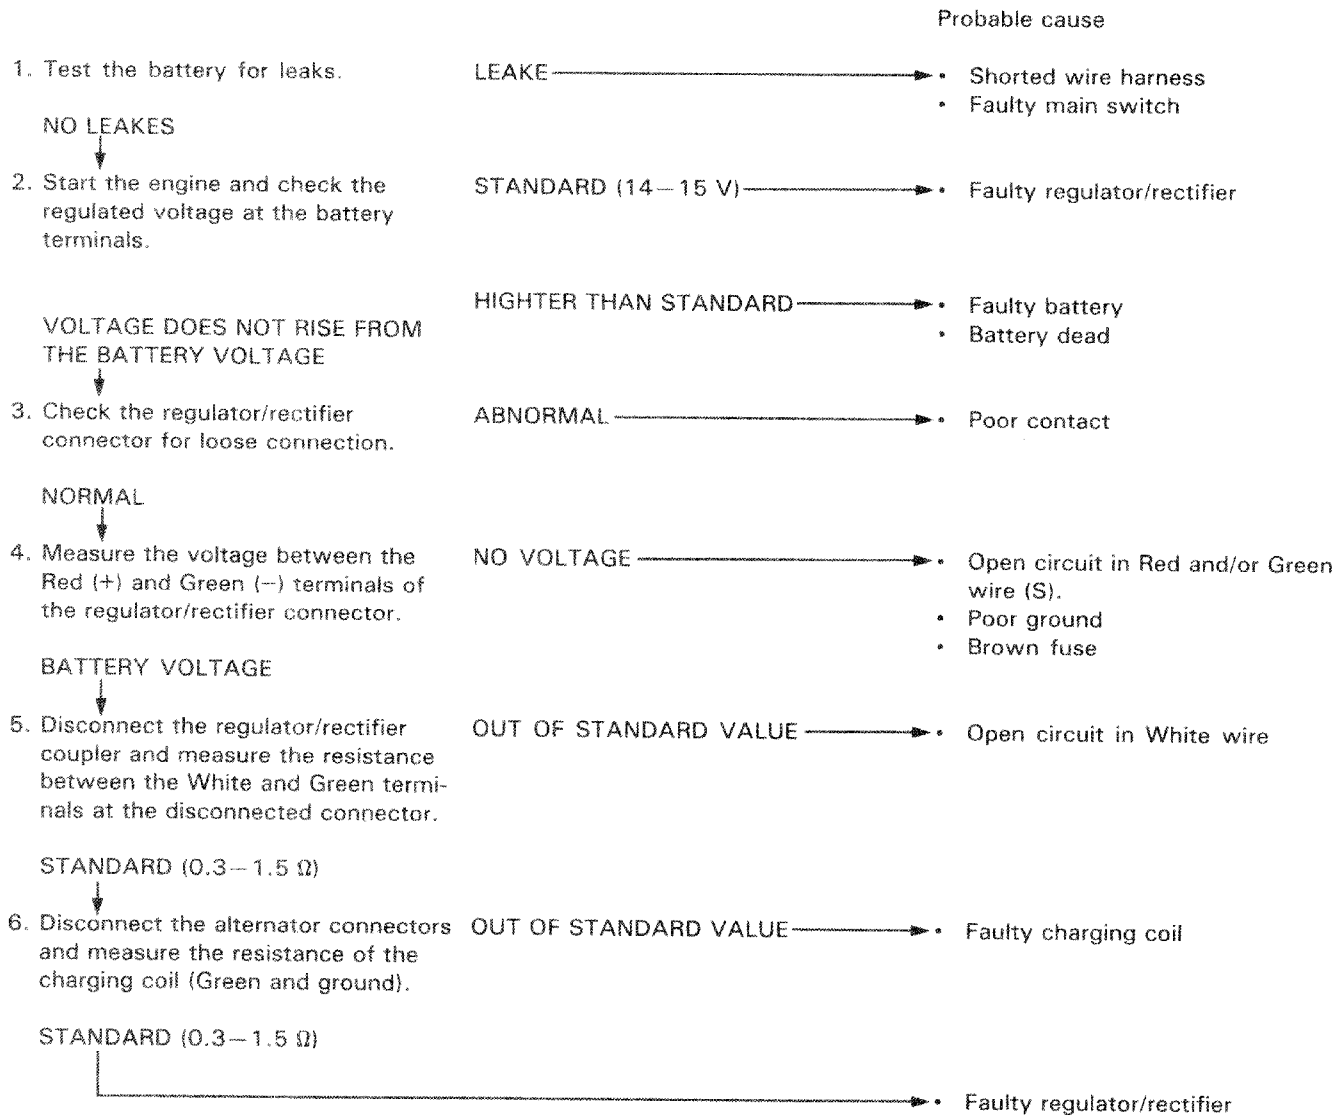 Probable cause
1. Test the battery for leaks.
LEAKE
• Shorted wire harness
• Faulty main switch
NO LEAKES
2. Start the engine and check the
regulated voltage at the battery
terminals.
STANDARD (14—15 V)
• Faulty regulator/rectifier
HIGHTER THAN STANDARD
• Faulty battery
• Battery dead
VOLTAGE DOES NOT RISE FROM
THE BATTERY VOLTAGE
3. Check the regulator/rectifier
connector for loose connection.
ABNORMAL
• Poor contact
NORMAL
4. Measure the voltage between the
Red (+) and Green (—) terminals of
the regulator/rectifier connector.
NO VOLTAGE
• Open circuit in Red and/or Green
wire (S).
• Poor ground
• Brown fuse
BATTERY VOLTAGE
5. Disconnect the regulator/rectifier
coupler and measure the resistance
between the White and Green termi-
nals at the disconnected connector.
OUT OF STANDARD VALUE
• Open circuit in White wire
STANDARD (0.3—1.5 Ω)
6. Disconnect the alternator connectors
and measure the resistance of the
charging coil (Green and ground).
OUT OF STANDARD VALUE
• Faulty charging coil
STANDARD (0.3—1.5 Ω)
• Faulty regulator/rectifier